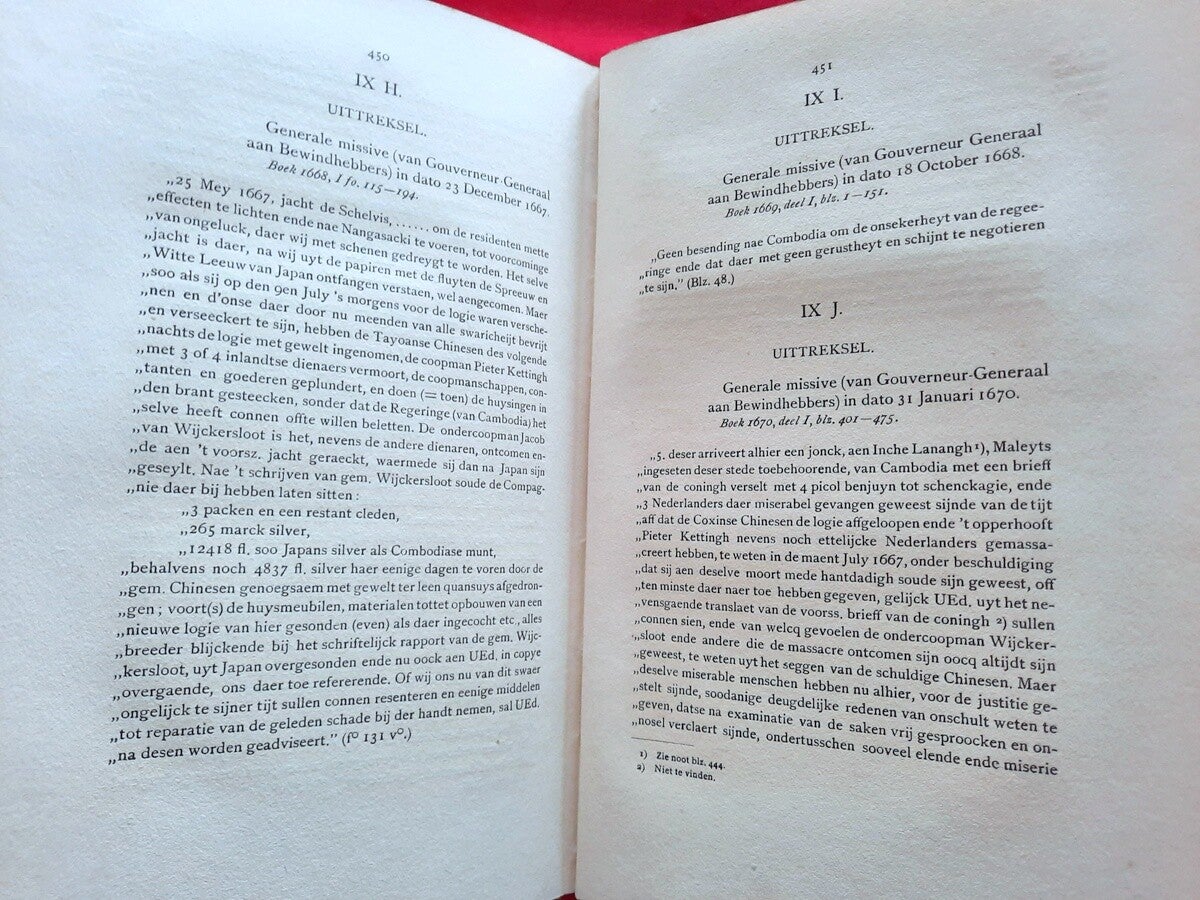 450
IX H.
UITTREKSEL.
Generale missive (van Gouverneur-Generaal
aan Bewindhebbers) in dato 23 December 1667.
Boek 1668, I fo. 115—194.
„25 Mey 1667, jacht de Schelvis, ...... om de residenten mette
„effecten te lichten ende nae Nangasacki te voeren, tot voorcominge
„van ongeluck, daer wij met schenen gedreygt te worden. Het selve
„jacht is daer, na wij uyt de papiren met de fluyten de Spreeuw en
„Witte Leeuw van Japan ontfangen verstaen, wel aengecomen. Maer
„soo als sij op den 9en July 's morgens voor de logie waren versche-
„nen en d'onse daer door nu meenden van alle swaricheijt bevrijt
„en verseeckert te sijn, hebben de Tayoanse Chinesen des volgende
„nachts de logie met gewelt ingenomen, de coopman Pieter Kettingh
„met 3 of 4 inlandtse dienaers vermoort, de coopmanschappen, con-
„tanten en goederen geplundert, en doen (= toen) de huysingen in
„den brant gesteecken, sonder dat de Regeringe (van Cambodia) het
„selve heeft connen offte willen beletten. De ondercoopman Jacob
„van Wijckersloot is het, nevens de andere dienaren, ontcomen en-
„de aen 't voorsz. jacht geraeckt, waermede sij dan na Japan sijn
„geseylt. Nae 't schrijven van gem. Wijckersloot soude de Compag-
„nie daer bij hebben laten sitten:
„3 packen en een restant cleden,
„265 marck silver,
„12418 fl. soo Japans silver als Combodiase munt,
„behalvens noch 4837 fl. silver haer eenige dagen te voren door de
„gem. Chinesen genoegsaem met gewelt ter leen quansuys afgedron-
„gen; voort(s) de huysmeubilen, materialen tottet opbouwen van een
„nieuwe logie van hier gesonden (even) als daer ingecocht etc., alles
„breeder blijckende bij het schriftelijck rapport van de gem. Wijc-
„kersloot, uyt Japan overgesonden ende nu oock aen UEd. in copye
„overgaende, ons daer toe refererende. Of wij ons nu van dit swaer
„ongelijck te sijner tijt sullen connen resenteren en eenige middelen
„tot reparatie van de geleden schade bij der handt nemen, sal UEd.
„na desen worden geadviseert." (fo 131 vo.)
451
IX I.
UITTREKSEL.
Generale missive (van Gouverneur Generaal
aan Bewindhebbers) in dato 18 October 1668.
Boek 1669, deel I, blz. 1—151.
„Geen besending nae Combodia om de onsekerheyt van de regee-
„ringe ende dat daer met geen gerustheyt en schijnt te negotieren
„te sijn." (Blz. 48.)
IX J.
UITTREKSEL.
Generale missive (van Gouverneur-Generaal
aan Bewindhebbers) in dato 31 Januari 1670.
Boek 1670, deel I, blz. 401—475.
„5. deser arriveert alhier een jonck, aen Inche Lanangh1), Maleyts
„ingeseten deser stede toebehoorende, van Cambodia met een brieff
„van de coningh verselt met 4 picol benjuyn tot schenckagie, ende
„3 Nederlanders daer miserabel gevangen geweest sijnde van de tijt
„aff dat de Coxinse Chinesen de logie affgeloopen ende 't opperhooft
„Pieter Kettingh nevens noch ettelijcke Nederlanders gemassa-
„creert hebben, te weten in de maent July 1667, onder beschuldiging
„dat sij aen deselve moort mede handtdadigh soude sijn geweest, off
„ten minste daer naer toe hebben gegeven, gelijck UEd. uyt het ne-
„vensgaende translaet van de voorss. brieff van de coningh 2) sullen
„connen sien, ende van welcq gevoelen de ondercoopman Wijcker-
„sloot ende andere die de massacre ontcomen sijn oocq altijdt sijn
„geweest, te weten uyt het seggen van de schuldige Chinesen. Maer
„deselve miserable menschen hebben nu alhier, voor de justitie ge-
„stelt sijnde, soodanige deugdelijcke redenen van onschult weten te
„geven, datse na examinatie van de saken vrij gesproocken en on-
„nosel verclaert sijnde, ondertusschen sooveel elende ende miserie
1) Zie noot blz. 444.
2) Niet te vinden.